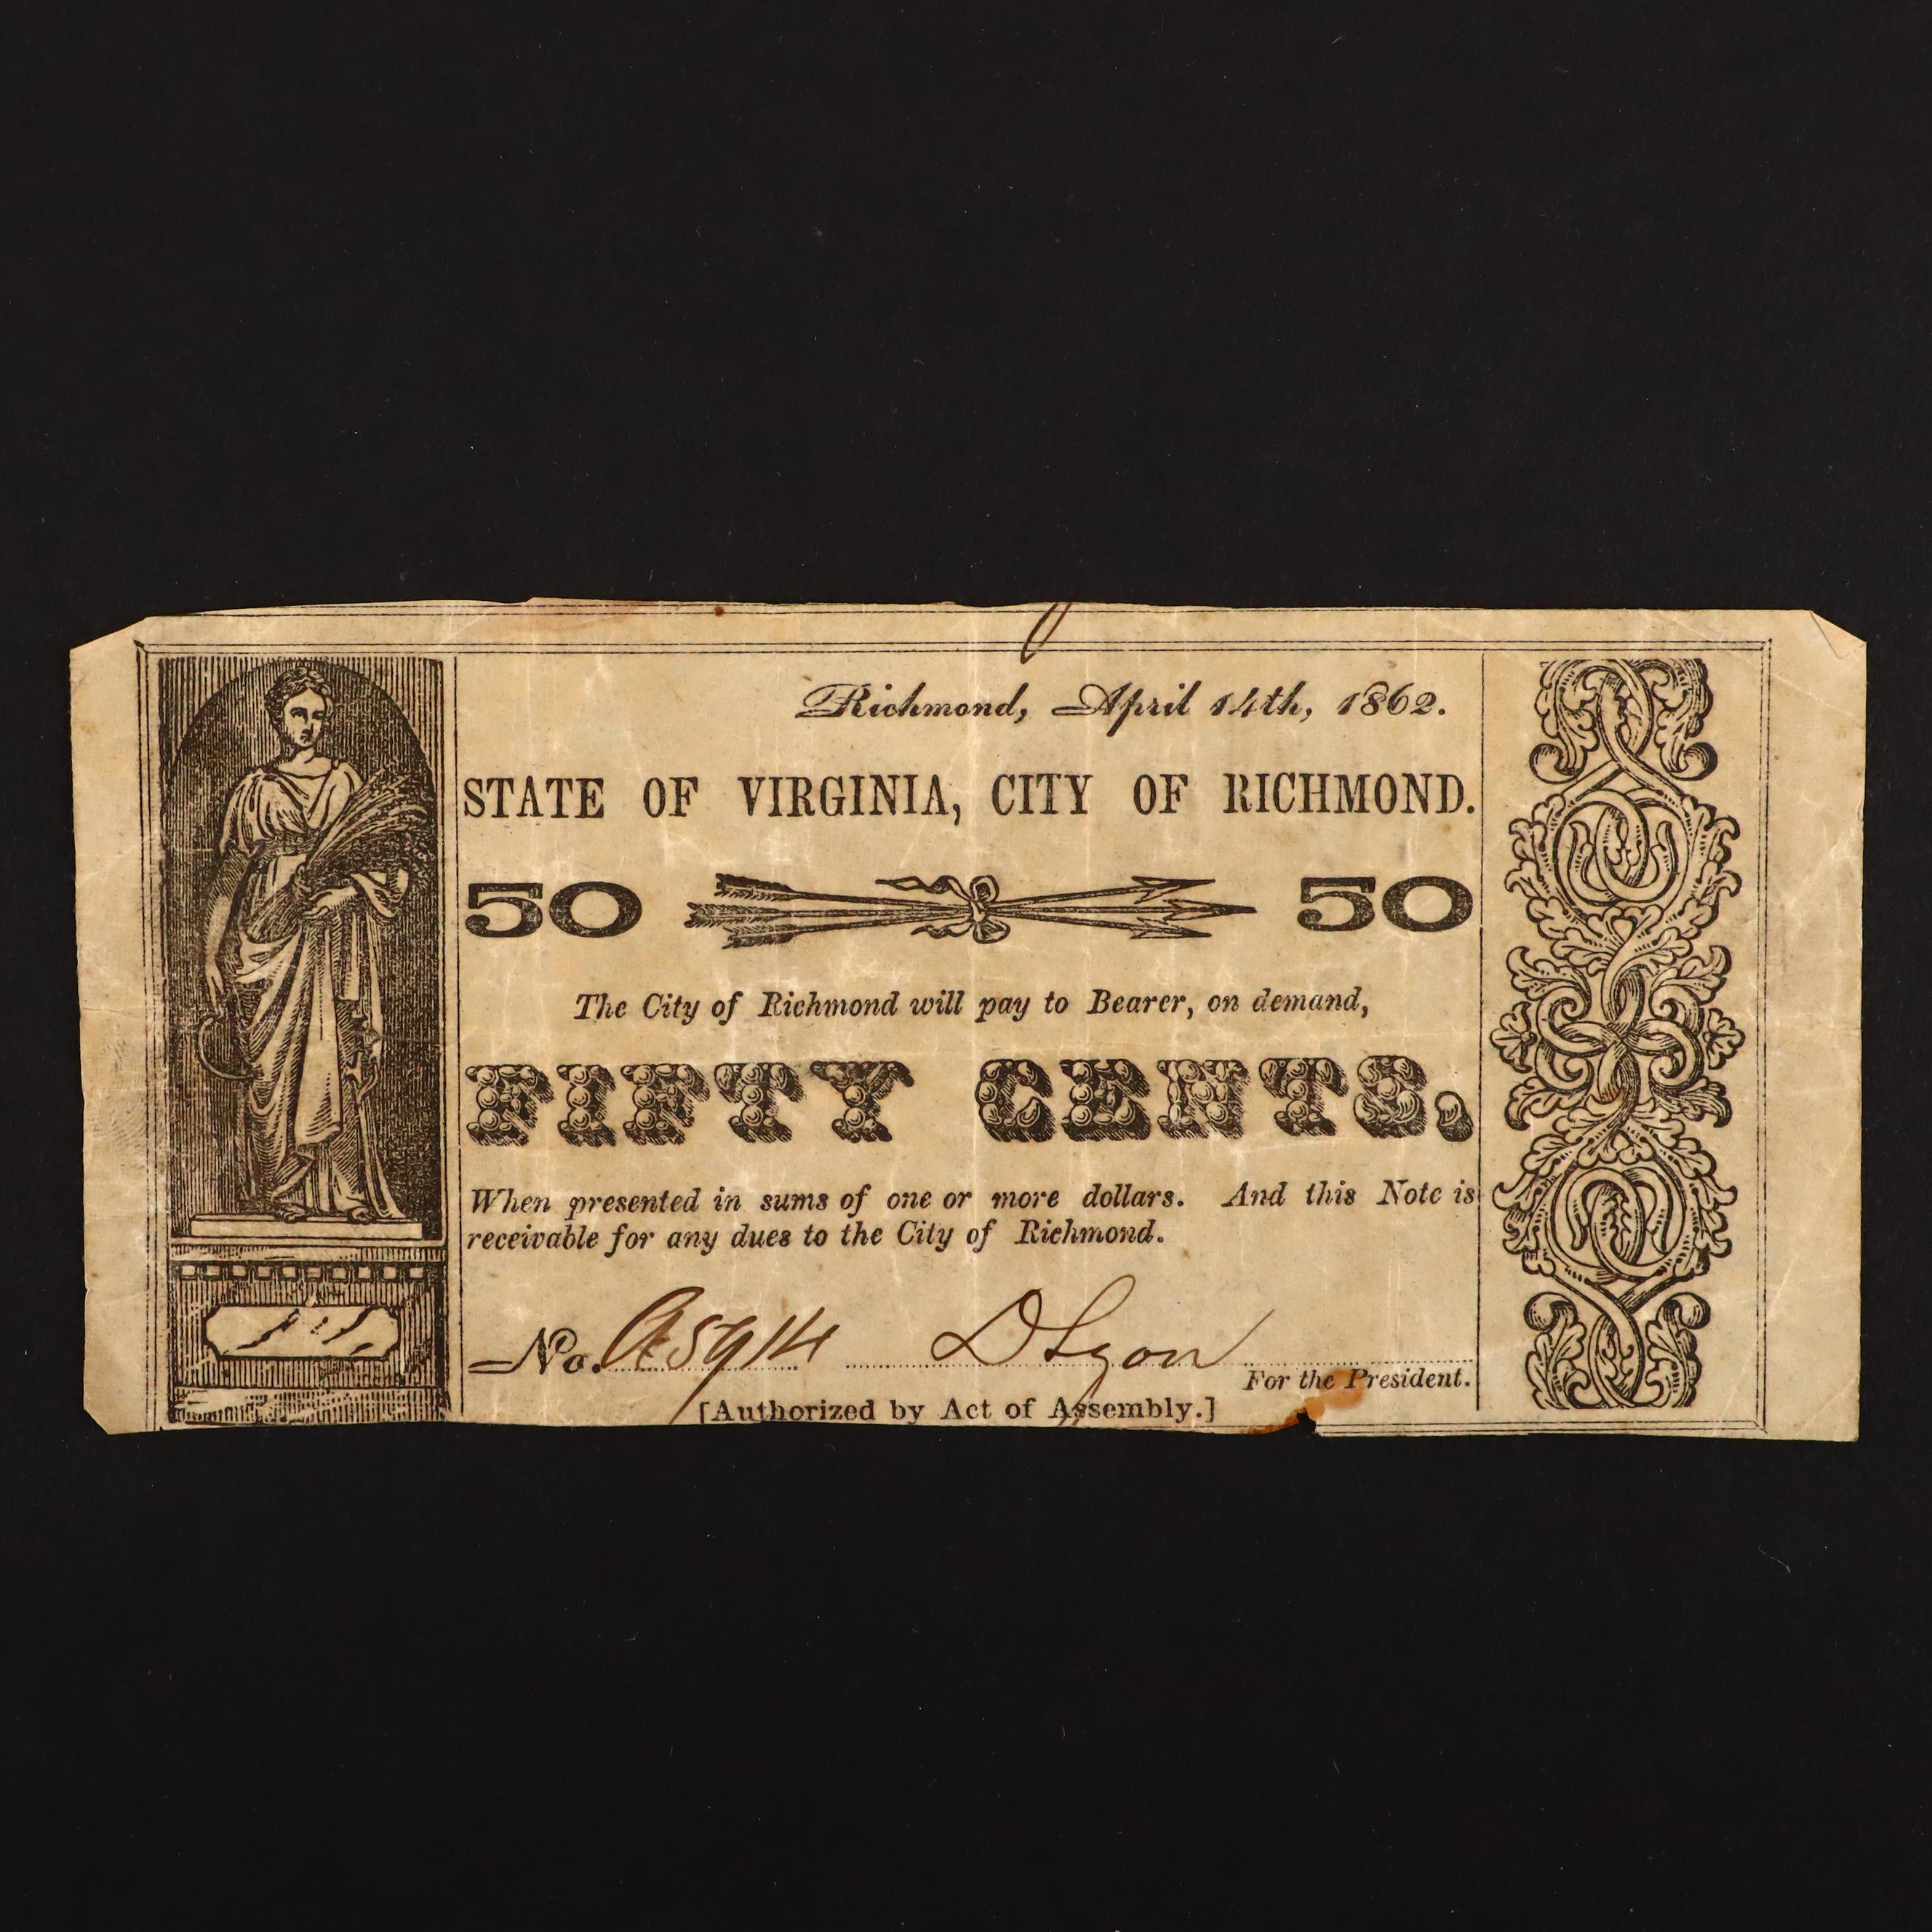 Richmond, April 14th, 1862.
STATE OF VIRGINIA, CITY OF RICHMOND.
50 50
The City of Richmond will pay to Bearer, on demand,
FIFTY CENTS,
When presented in sums of one or more dollars. And this Note is
receivable for any dues to the City of Richmond.
No. A5914 D Lyon
For the President.
[Authorized by Act of Assembly.]